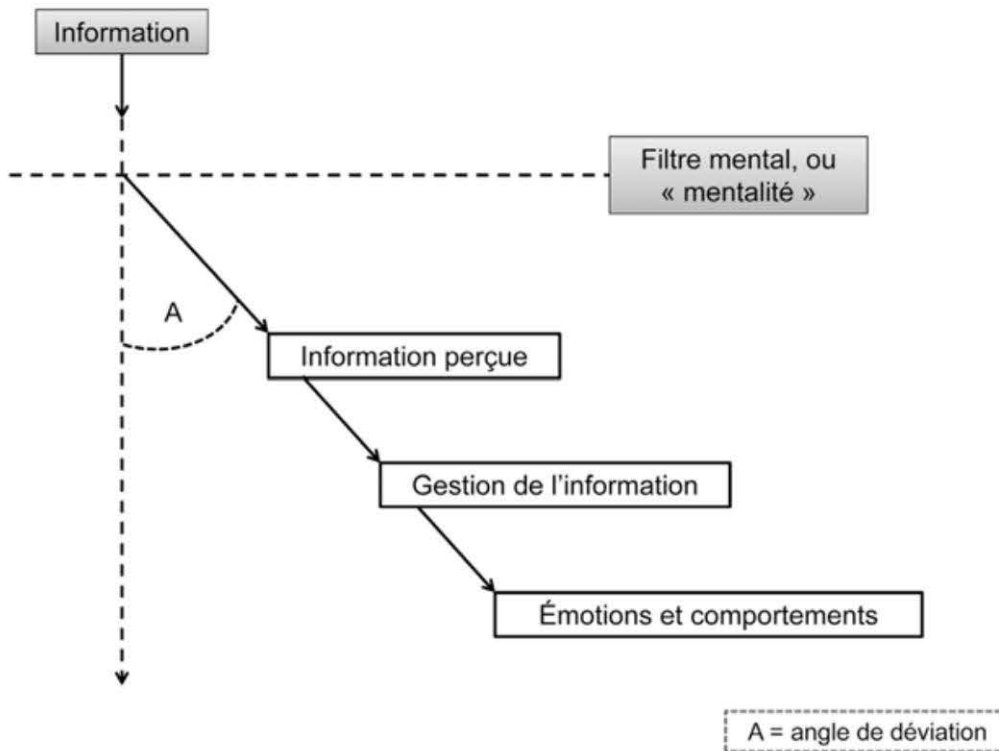 Information
Filtre mental, ou
« mentalité »
A
Information perçue
Gestion de l’information
Émotions et comportements
A = angle de déviation